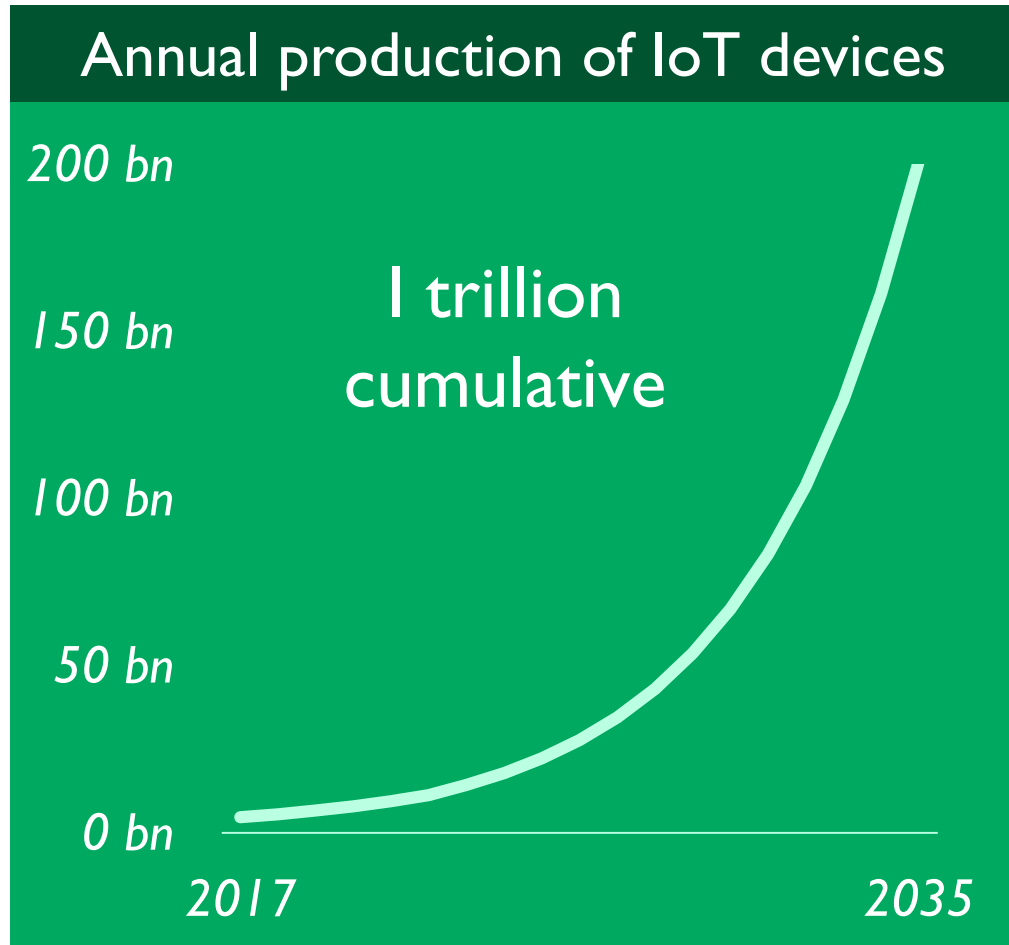 Annual production of IoT devices
200 bn
1 trillion
150 bn
cumulative
100 bn
50 bn
0 bn
2017 2035